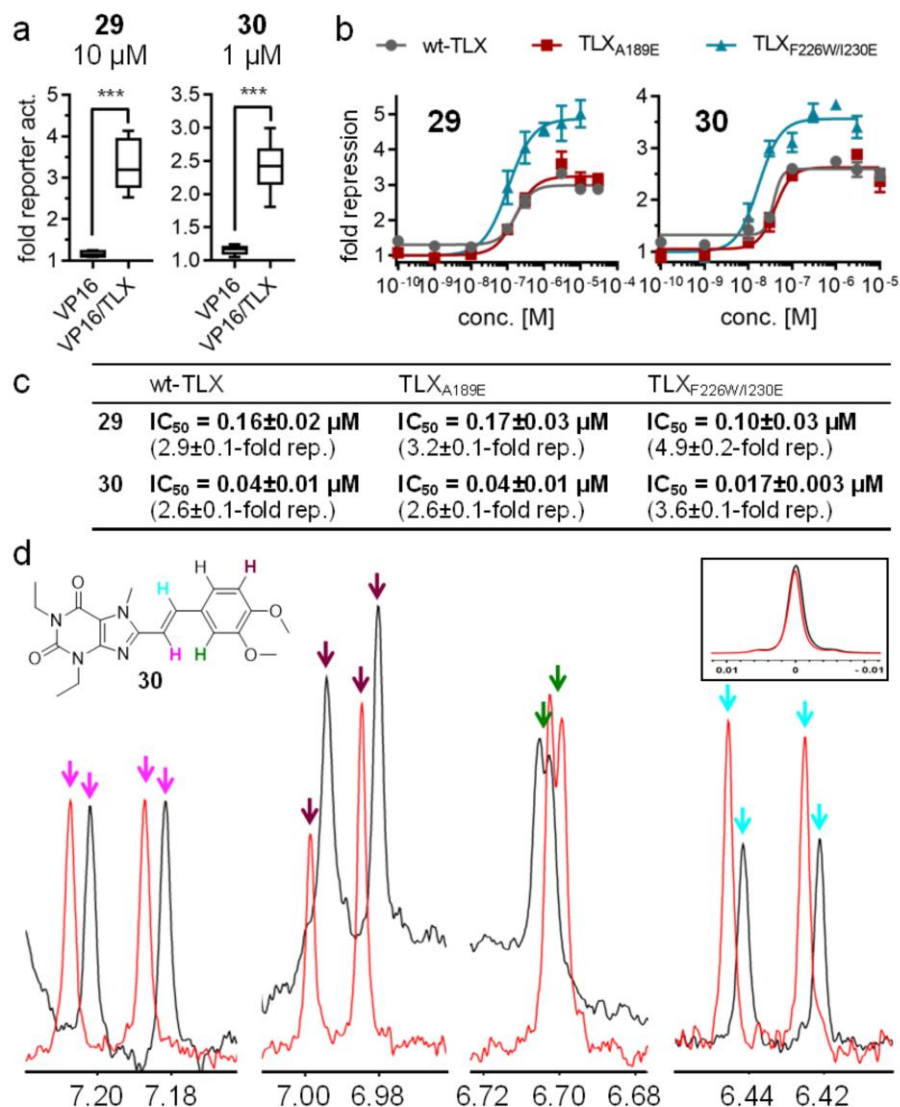 a
29
10 µM
30
1 µM
b
wt-TLX
TLXA189E
TLXF226W/I230E
fold reporter act.
***
5
4
3
2
1
VP16
VP16/TLX
***
3.5
3.0
2.5
2.0
1.5
1.0
VP16
VP16/TLX
fold repression
29
5
3
1
10-10 10-9 10-8 10-7 10-6 10-5 10-4
conc. [M]
30
4
3
2
1
10-10 10-9 10-8 10-7 10-6 10-5
conc. [M]
c
wt-TLX TLXA189E TLXF226W/I230E
29 IC50 = 0.16±0.02 µM IC50 = 0.17±0.03 µM IC50 = 0.10±0.03 µM
(2.9±0.1-fold rep.) (3.2±0.1-fold rep.) (4.9±0.2-fold rep.)
30 IC50 = 0.04±0.01 µM IC50 = 0.04±0.01 µM IC50 = 0.017±0.003 µM
(2.6±0.1-fold rep.) (2.6±0.1-fold rep.) (3.6±0.1-fold rep.)
d
O
N
N
O
N
N
H
H
H
H
H
O
O
30
0.01 0 - 0.01
7.20 7.18 7.00 6.98 6.72 6.70 6.68 6.44 6.42